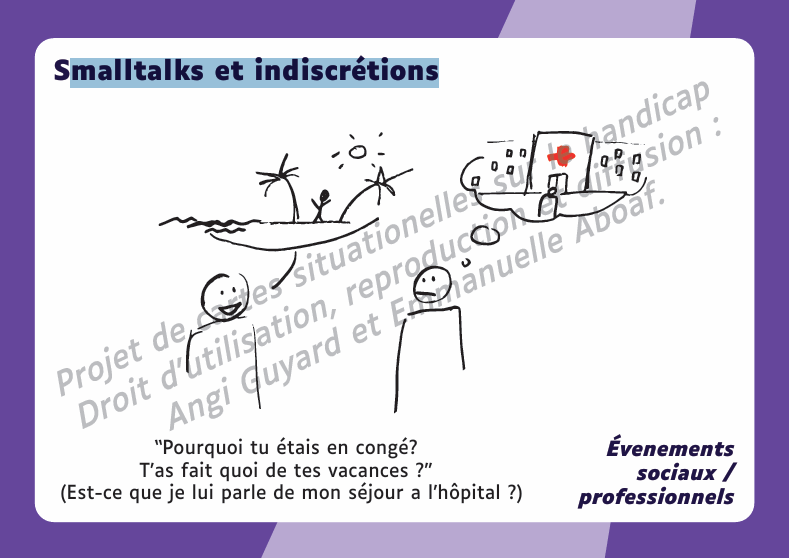 Smalltalks et indiscrétions
Projet de cartes situationelles sur le handicap
Droit d'utilisation, reproduction et diffusion :
Angi Guyard et Emmanuelle Aboaf.
“Pourquoi tu étais en congé?
T'as fait quoi de tes vacances ?”
(Est-ce que je lui parle de mon séjour a l'hôpital ?)
Évenements
sociaux /
professionnels